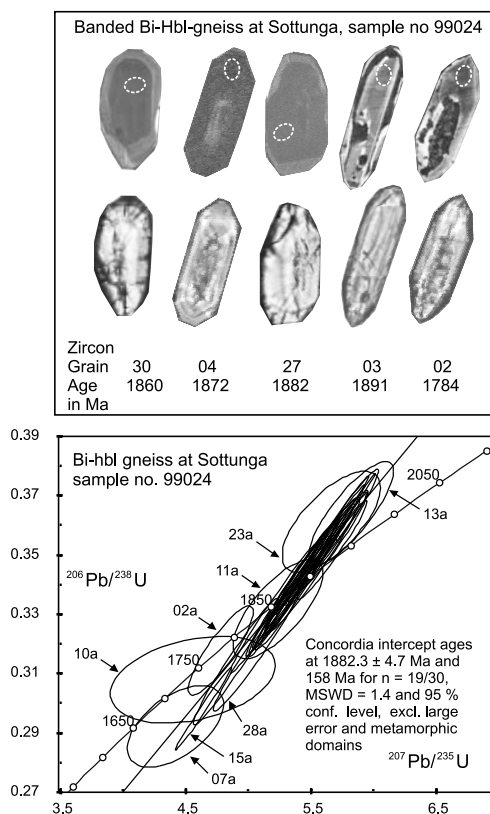 Banded Bi-Hbl-gneiss at Sottunga, sample no 99024
Zircon
Grain 30 04 27 03 02
Age 1860 1872 1882 1891 1784
in Ma
0.39
Bi-hbl gneiss at Sottunga
sample no. 99024
2050
13a
23a
0.35
11a
206Pb/238U
1850
0.33
02a
10a
1750
Concordia intercept ages
at 1882.3 ± 4.7 Ma and
158 Ma for n = 19/30,
MSWD = 1.4 and 95 %
conf. level, excl. large
error and metamorphic
domains
0.31
1650
28a
0.29
15a
207Pb/235U
07a
0.27
3.5 4.5 5.5 6.5